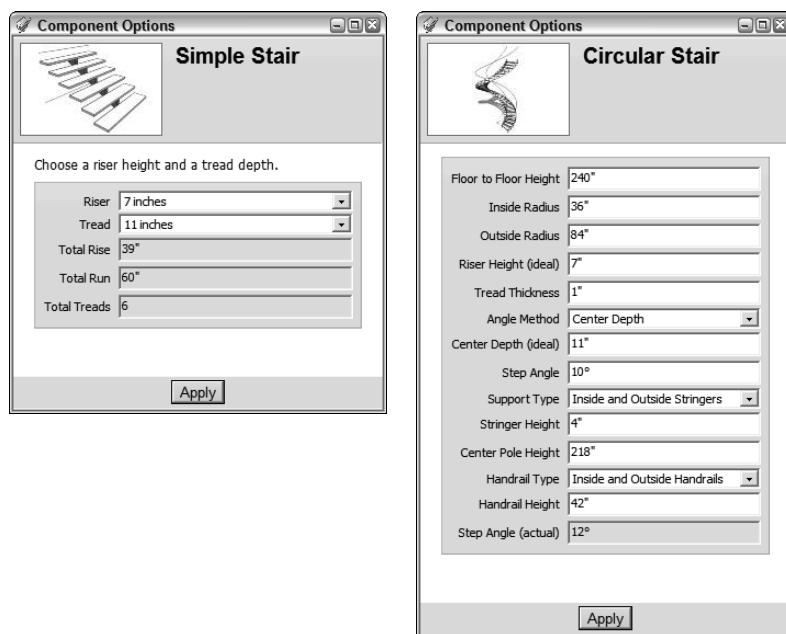 Component Options
Simple Stair
Choose a riser height and a tread depth.
Riser 7 inches
Tread 11 inches
Total Rise 39"
Total Run 60"
Total Treads 6
Apply
Component Options
Circular Stair
Floor to Floor Height 240"
Inside Radius 36"
Outside Radius 84"
Riser Height (ideal) 7"
Tread Thickness 1"
Angle Method Center Depth
Center Depth (ideal) 11"
Step Angle 10°
Support Type Inside and Outside Stringers
Stringer Height 4"
Center Pole Height 218"
Handrail Type Inside and Outside Handrails
Handrail Height 42"
Step Angle (actual) 12°
Apply